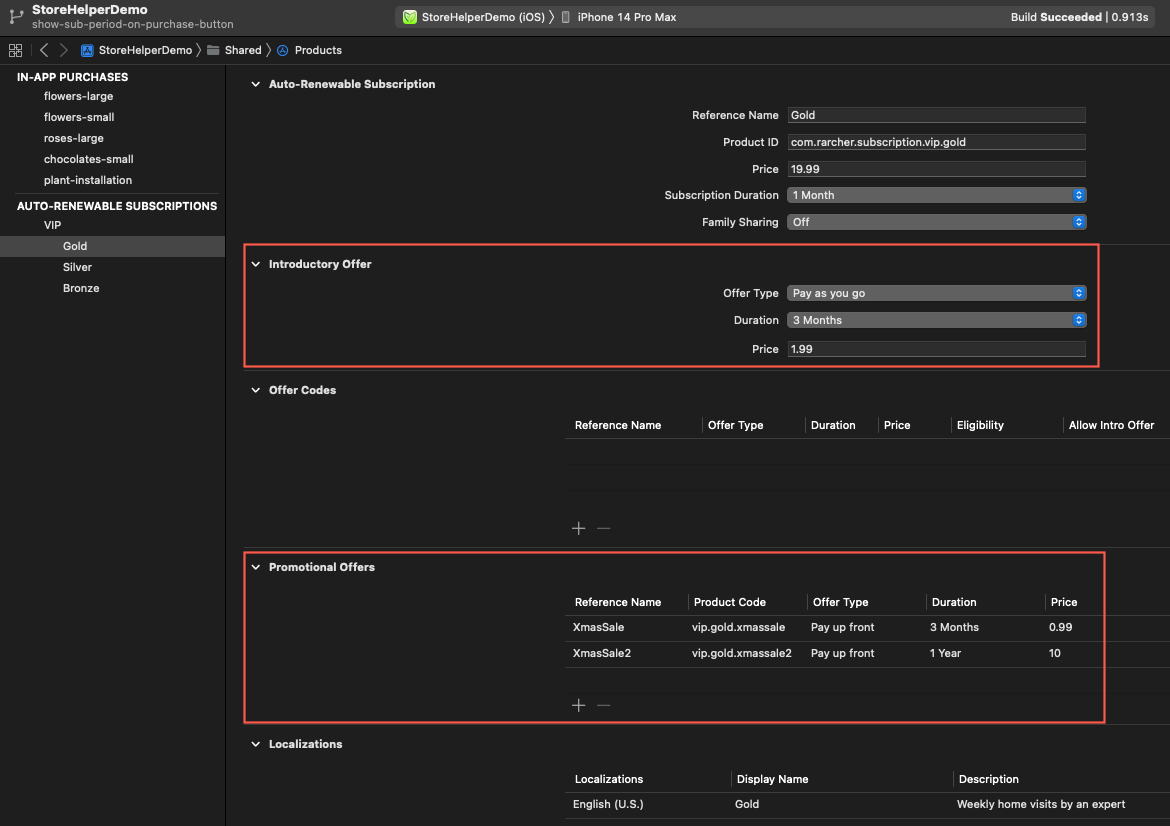 StoreHelperDemo
show-sub-period-on-purchase-button
StoreHelperDemo (iOS) iPhone 14 Pro Max
Build Succeeded | 0.913s
StoreHelperDemo Shared Products
IN-APP PURCHASES
flowers-large
flowers-small
roses-large
chocolates-small
plant-installation
AUTO-RENEWABLE SUBSCRIPTIONS
VIP
Gold
Silver
Bronze
Auto-Renewable Subscription
Reference Name Gold
Product ID com.rarcher.subscription.vip.gold
Price 19.99
Subscription Duration 1 Month
Family Sharing Off
Introductory Offer
Offer Type Pay as you go
Duration 3 Months
Price 1.99
Offer Codes
Reference Name Offer Type Duration Price Eligibility Allow Intro Offer
Promotional Offers
Reference Name Product Code Offer Type Duration Price
XmasSale vip.gold.xmassale Pay up front 3 Months 0.99
XmasSale2 vip.gold.xmassale2 Pay up front 1 Year 10
Localizations
Localizations Display Name Description
English (U.S.) Gold Weekly home visits by an expert